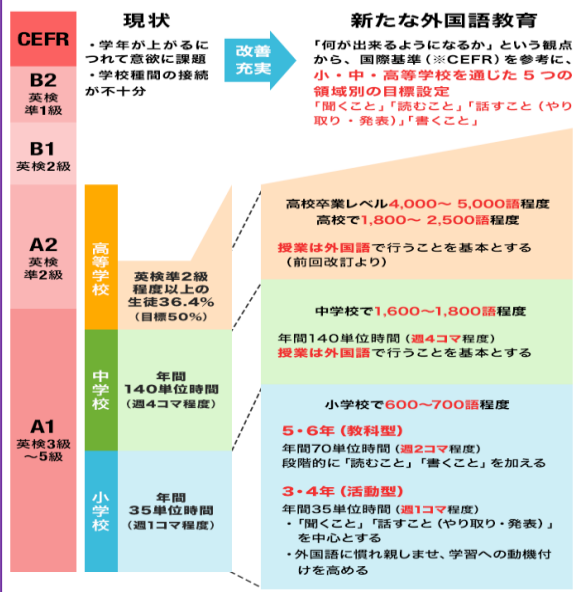 CEFR
B2
英検
準1級
B1
英検2級
A2
英検
準2級
A1
英検3級
～5級
現状
・学年が上がるに
つれて意欲に課題
・学校種間の接続
が不十分
改善
充実
新たな外国語教育
「何が出来るようになるか」という観点
から、国際基準（※CEFR）を参考に、
小・中・高等学校を通じた5つの
領域別の目標設定
「聞くこと」「読むこと」「話すこと（やり
取り・発表）」「書くこと」
高等学校
英検準2級
程度以上の
生徒36.4%
（目標50%）
中学校
年間
140単位時間
（週4コマ程度）
小学校
年間
35単位時間
（週1コマ程度）
高校卒業レベル4,000～5,000語程度
高校で1,800～2,500語程度
授業は外国語で行うことを基本とする
（前回改訂より）
中学校で1,600～1,800語程度
年間140単位時間（週4コマ程度）
授業は外国語で行うことを基本とする
小学校で600～700語程度
5・6年（教科型）
年間70単位時間（週2コマ程度）
段階的に「読むこと」「書くこと」を加える
3・4年（活動型）
年間35単位時間（週1コマ程度）
・「聞くこと」「話すこと（やり取り・発表）」
を中心とする
・外国語に慣れ親しませ、学習への動機付
けを高める